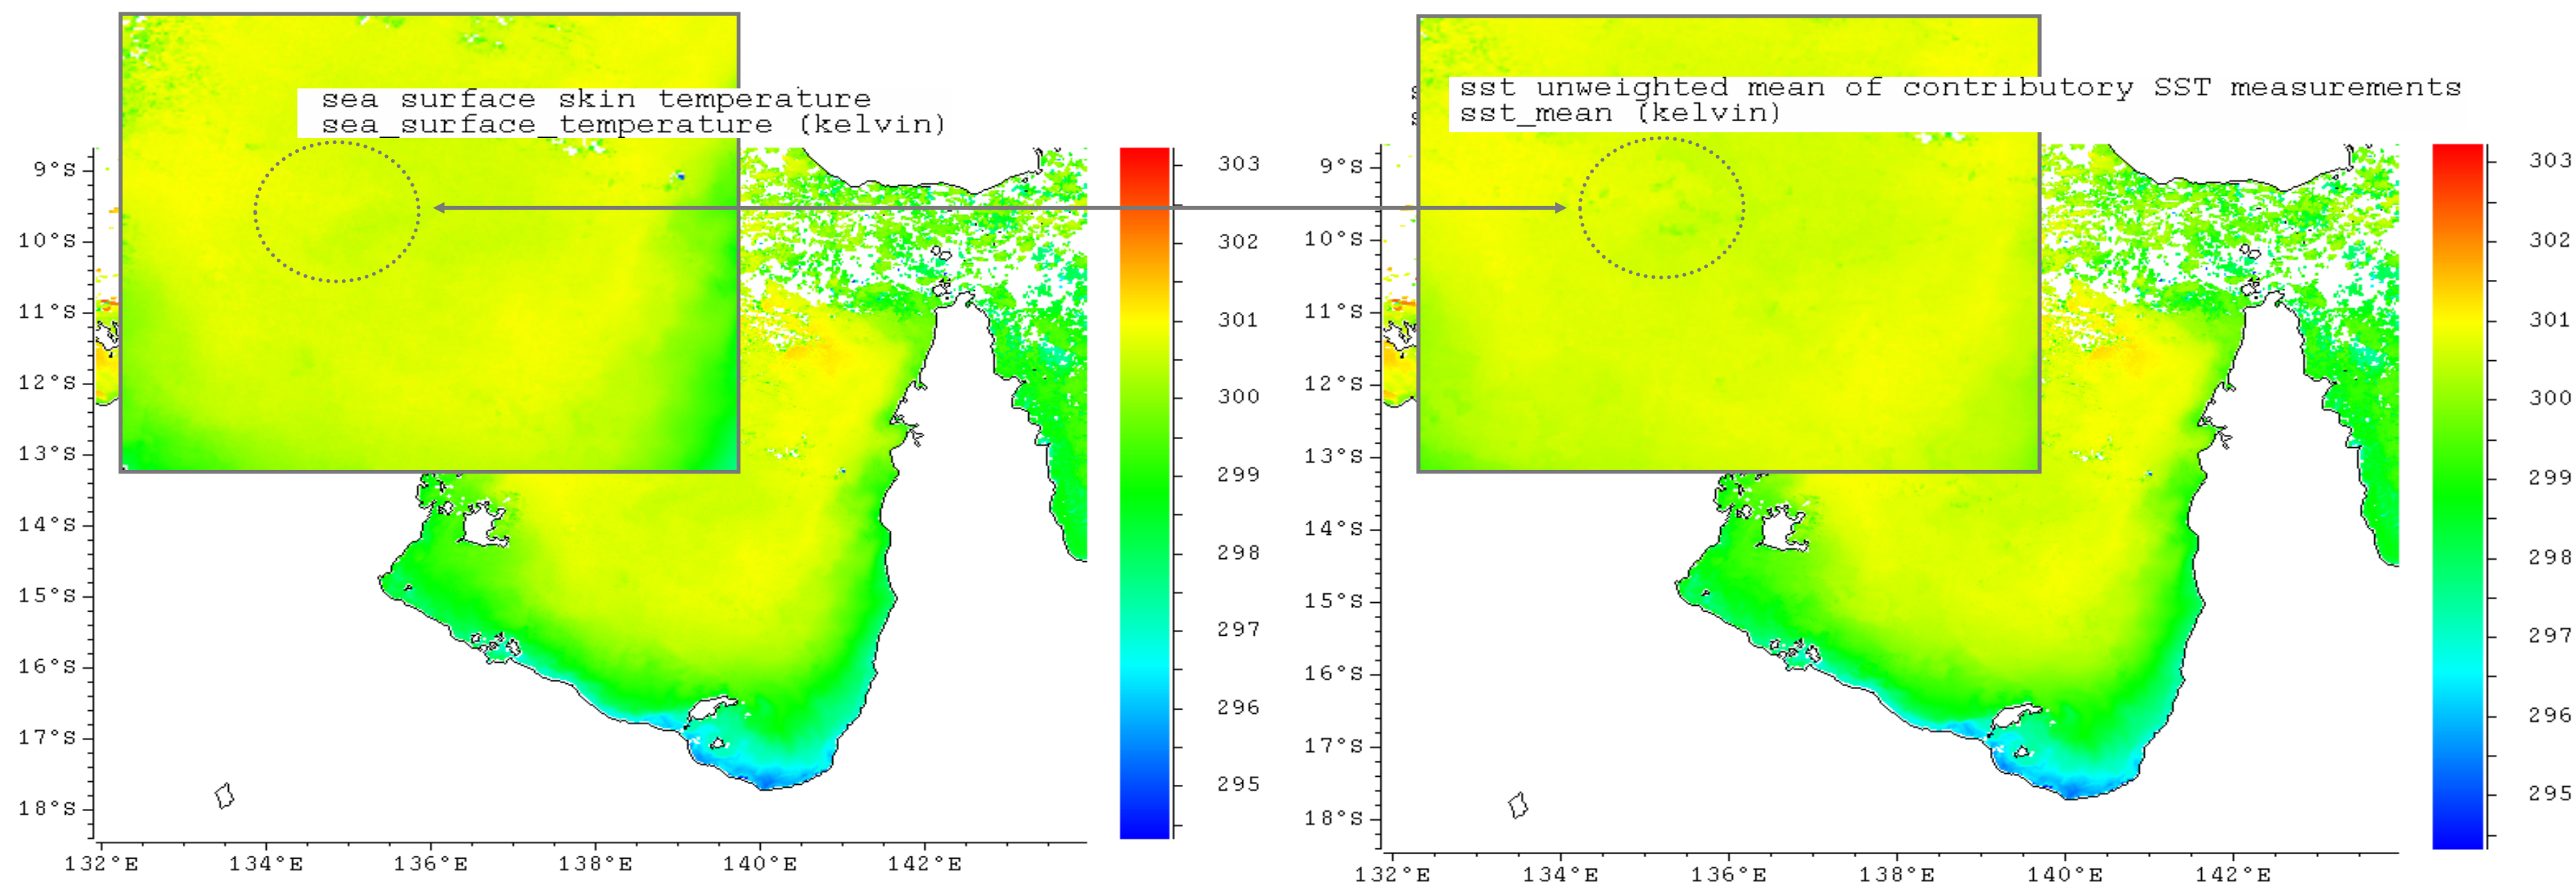 sea surface skin temperature
sea_surface_temperature (kelvin)
9°S
10°S
11°S
12°S
13°S
14°S
15°S
16°S
17°S
18°S
132°E 134°E 136°E 138°E 140°E 142°E
303
302
301
300
299
298
297
296
295
sst unweighted mean of contributory SST measurements
sst_mean (kelvin)
9°S
10°S
11°S
12°S
13°S
14°S
15°S
16°S
17°S
18°S
132°E 134°E 136°E 138°E 140°E 142°E
303
302
301
300
299
298
297
296
295